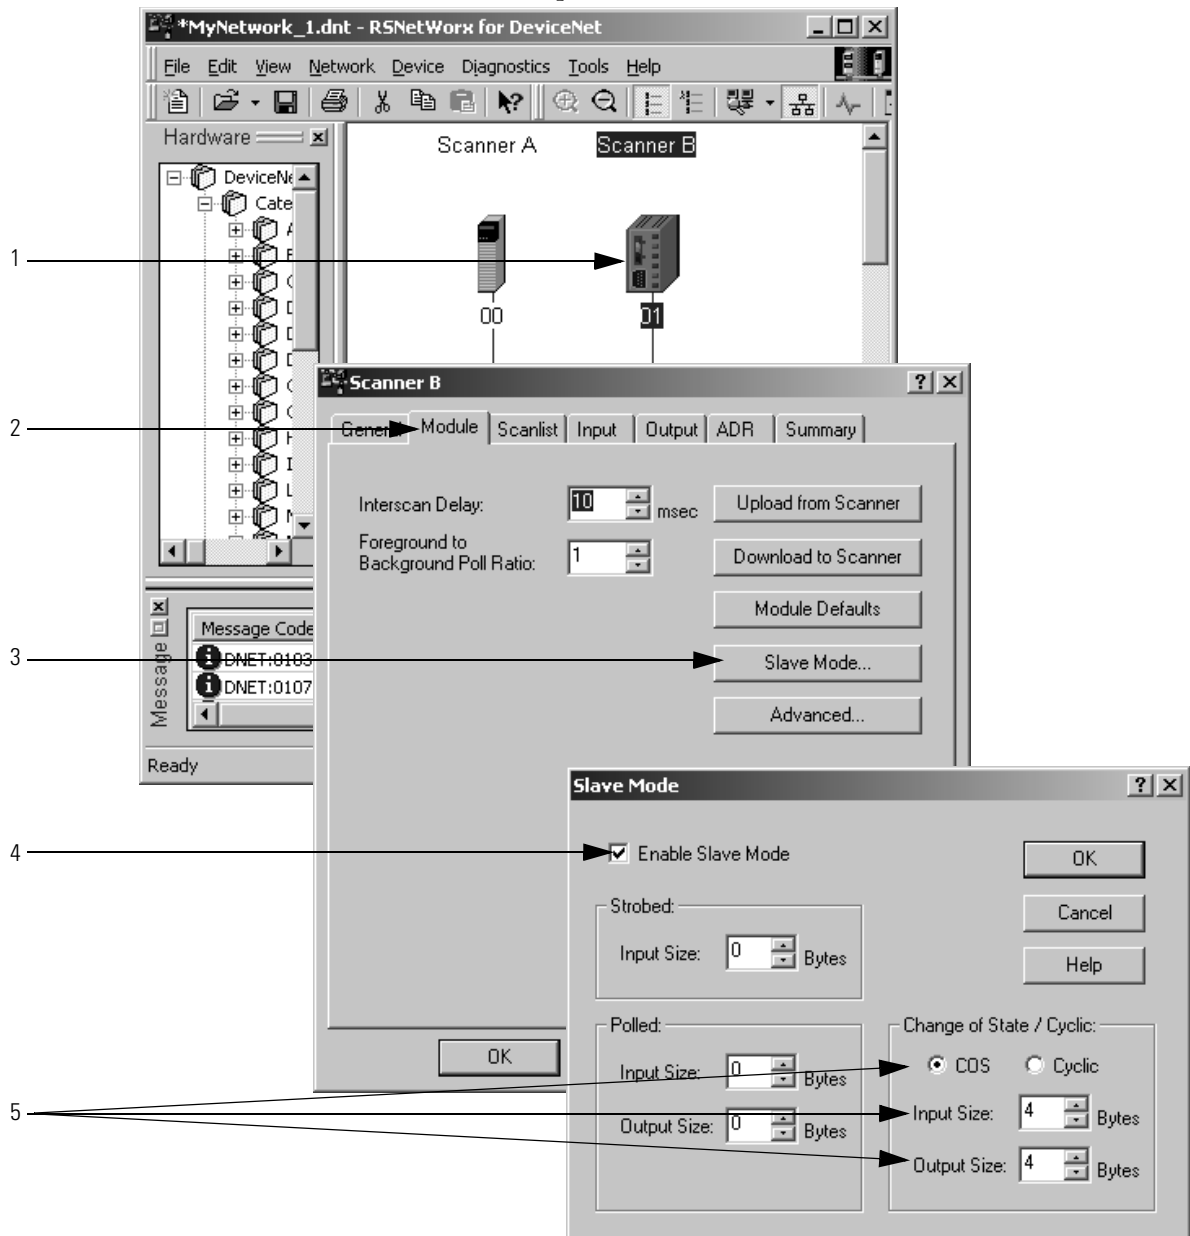 *MyNetwork_1.dnt - RSNetWorx for DeviceNet
File Edit View Network Device Diagnostics Tools Help
Hardware
DeviceNe
Cate
Scanner A
Scanner B
00
01
1
Scanner B
2
General Module Scanlist Input Output ADR Summary
Interscan Delay: 10 msec
Upload from Scanner
Foreground to
Background Poll Ratio: 1
Download to Scanner
Module Defaults
3
Slave Mode...
Advanced...
Message
Message Code
DNET:0103
DNET:0107
Ready
OK
Slave Mode
4
Enable Slave Mode
OK
Cancel
Help
Strobed:
Input Size: 0 Bytes
Polled:
Input Size: 0 Bytes
Output Size: 0 Bytes
Change of State / Cyclic:
COS Cyclic
5
Input Size: 4 Bytes
Output Size: 4 Bytes